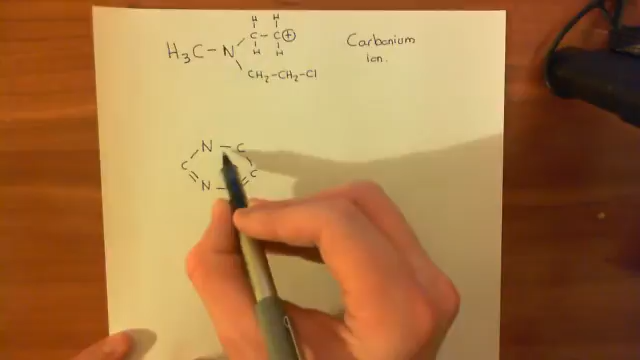 H H
H₃C - N C - C ⊕
H H
CH₂-CH₂-Cl
Carbonium
Ion.
N - C
C C
N